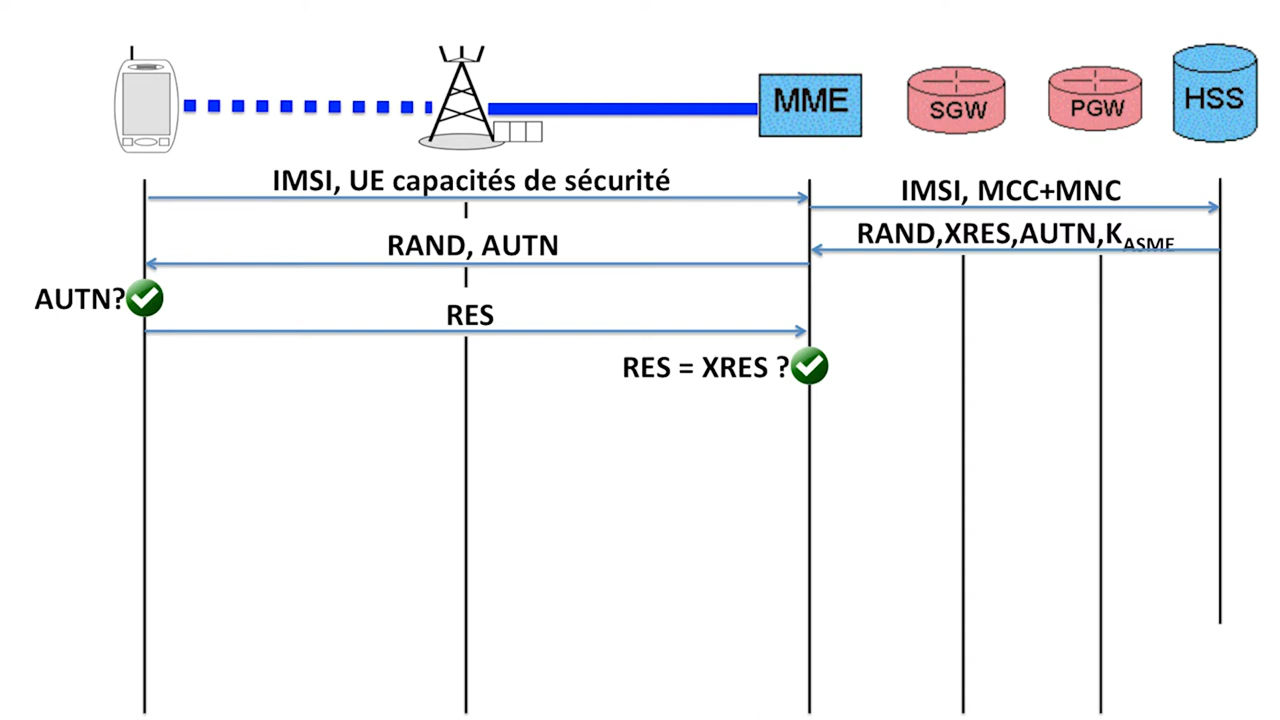 MME
SGW
PGW
HSS
IMSI, UE capacités de sécurité
IMSI, MCC+MNC
RAND,XRES,AUTN,KASME
RAND, AUTN
AUTN?
RES
RES = XRES ?